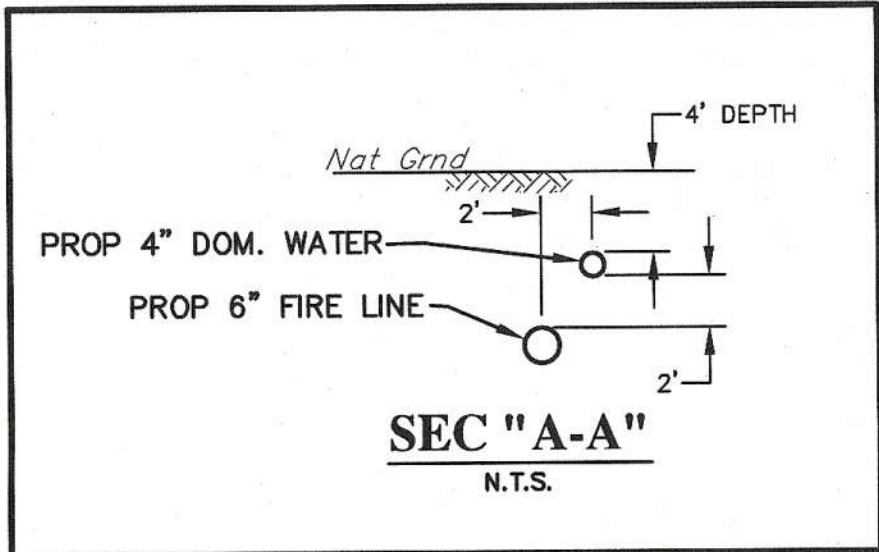 4' DEPTH
Nat Grnd
2'
PROP 4" DOM. WATER
PROP 6" FIRE LINE
2'
SEC "A-A"
N.T.S.